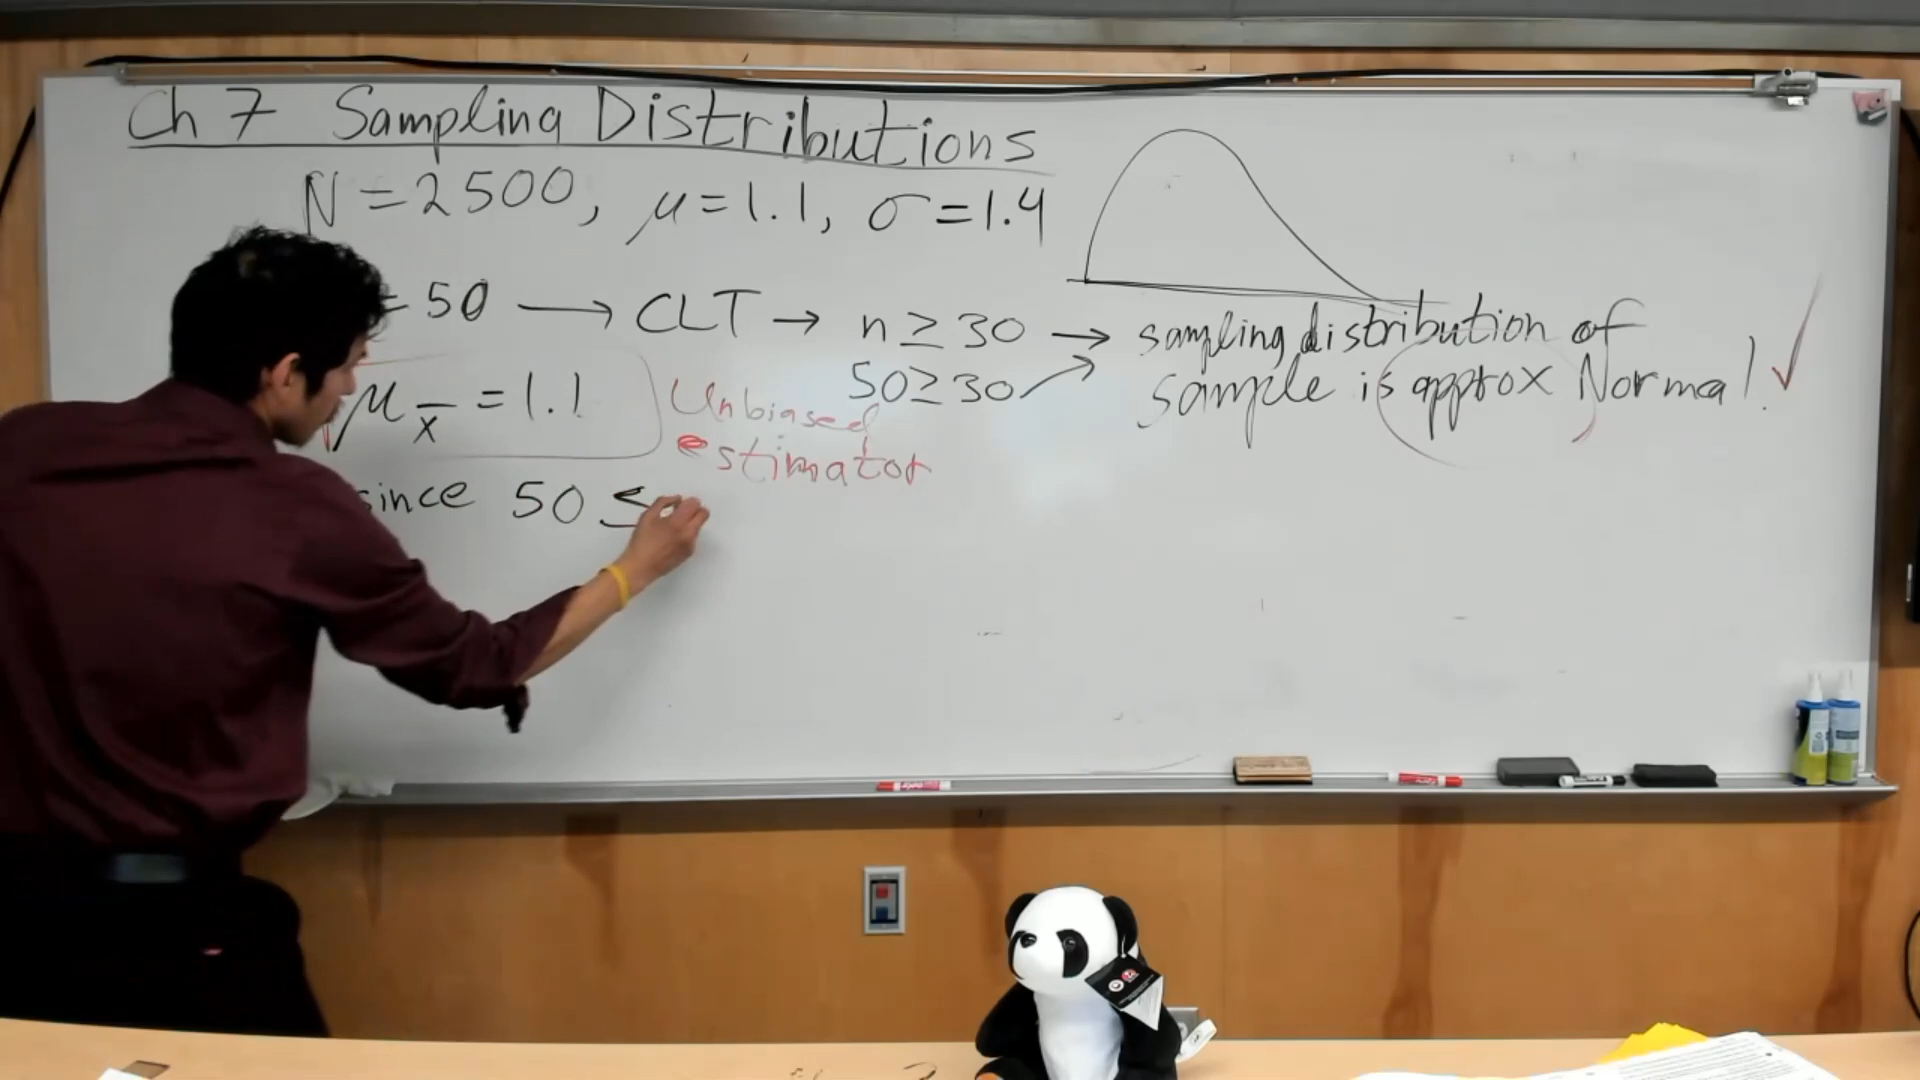 Ch 7 Sampling Distributions
N = 2500, μ = 1.1, σ = 1.4
= 50 → CLT → n ≥ 30 → sampling distribution of
50 ≥ 30 ↗ sample is approx Normal. ✓
μx̄ = 1.1 Unbiased
estimator
since 50 ≤